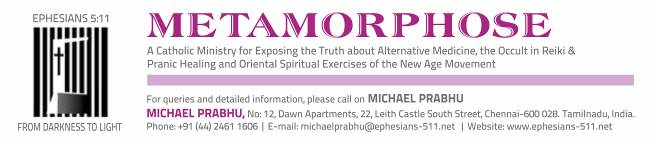 EPHESIANS 5:11
FROM DARKNESS TO LIGHT
METAMORPHOSE
A Catholic Ministry for Exposing the Truth about Alternative Medicine, the Occult in Reiki &
Pranic Healing and Oriental Spiritual Exercises of the New Age Movement
For queries and detailed information, please call on MICHAEL PRABHU
MICHAEL PRABHU, No: 12, Dawn Apartments, 22, Leith Castle South Street, Chennai-600 028. Tamilnadu, India.
Phone: +91 (44) 2461 1606 | E-mail: michaelprabhu@ephesians-511.net | Website: www.ephesians-511.net